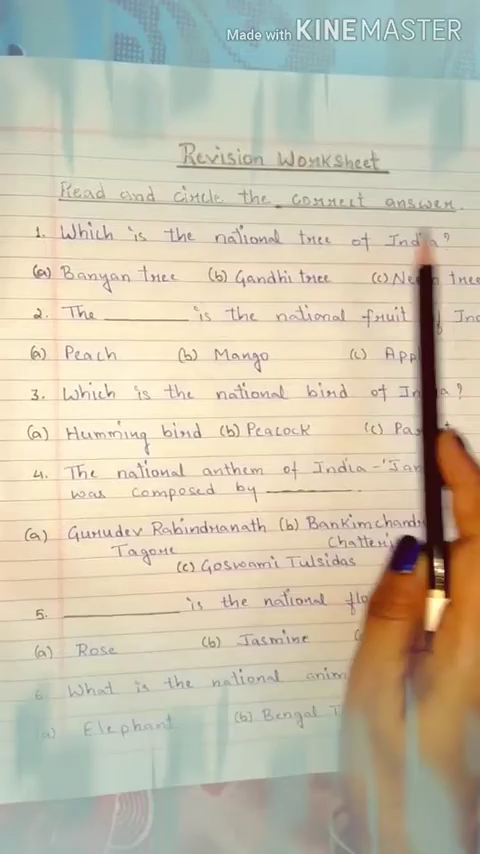 Made with KINEMASTER
Revision Worksheet
Read and circle the correct answer.
1. Which is the national tree of India?
(a) Banyan tree (b) Gandhi tree (c) Neem tree
2. The ________ is the national fruit of
(a) Peach (b) Mango (c)
3. Which is the national bird of India?
(a) Humming bird (b) Peacock (c)
4. The national anthem of India - '
was composed by ________.
(a) Gurudev Rabindranath (b) Bankimchandra
Tagore
(c) Goswami Tulsidas
5. ________ is the national
(a) Rose (b) Jasmine
6. What is the national
(a) Elephant (b) Bengal